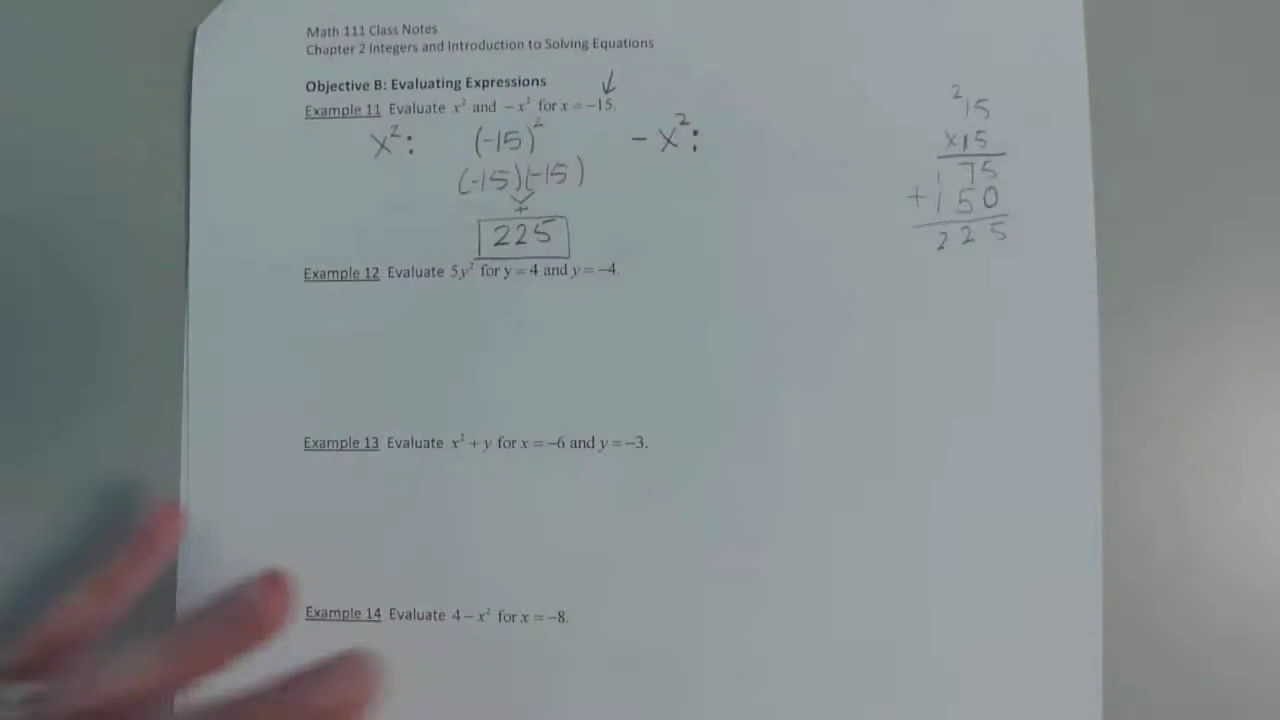 Math 111 Class Notes
Chapter 2 Integers and Introduction to Solving Equations
Objective B: Evaluating Expressions
Example 11 Evaluate x² and −x² for x = −15.
x²: (-15)² -x²:
(-15)(-15)
+
225
2
15
x15
1 75
+150
225
Example 12 Evaluate 5y² for y = 4 and y = −4.
Example 13 Evaluate x² + y for x = −6 and y = −3.
Example 14 Evaluate 4 − x² for x = −8.